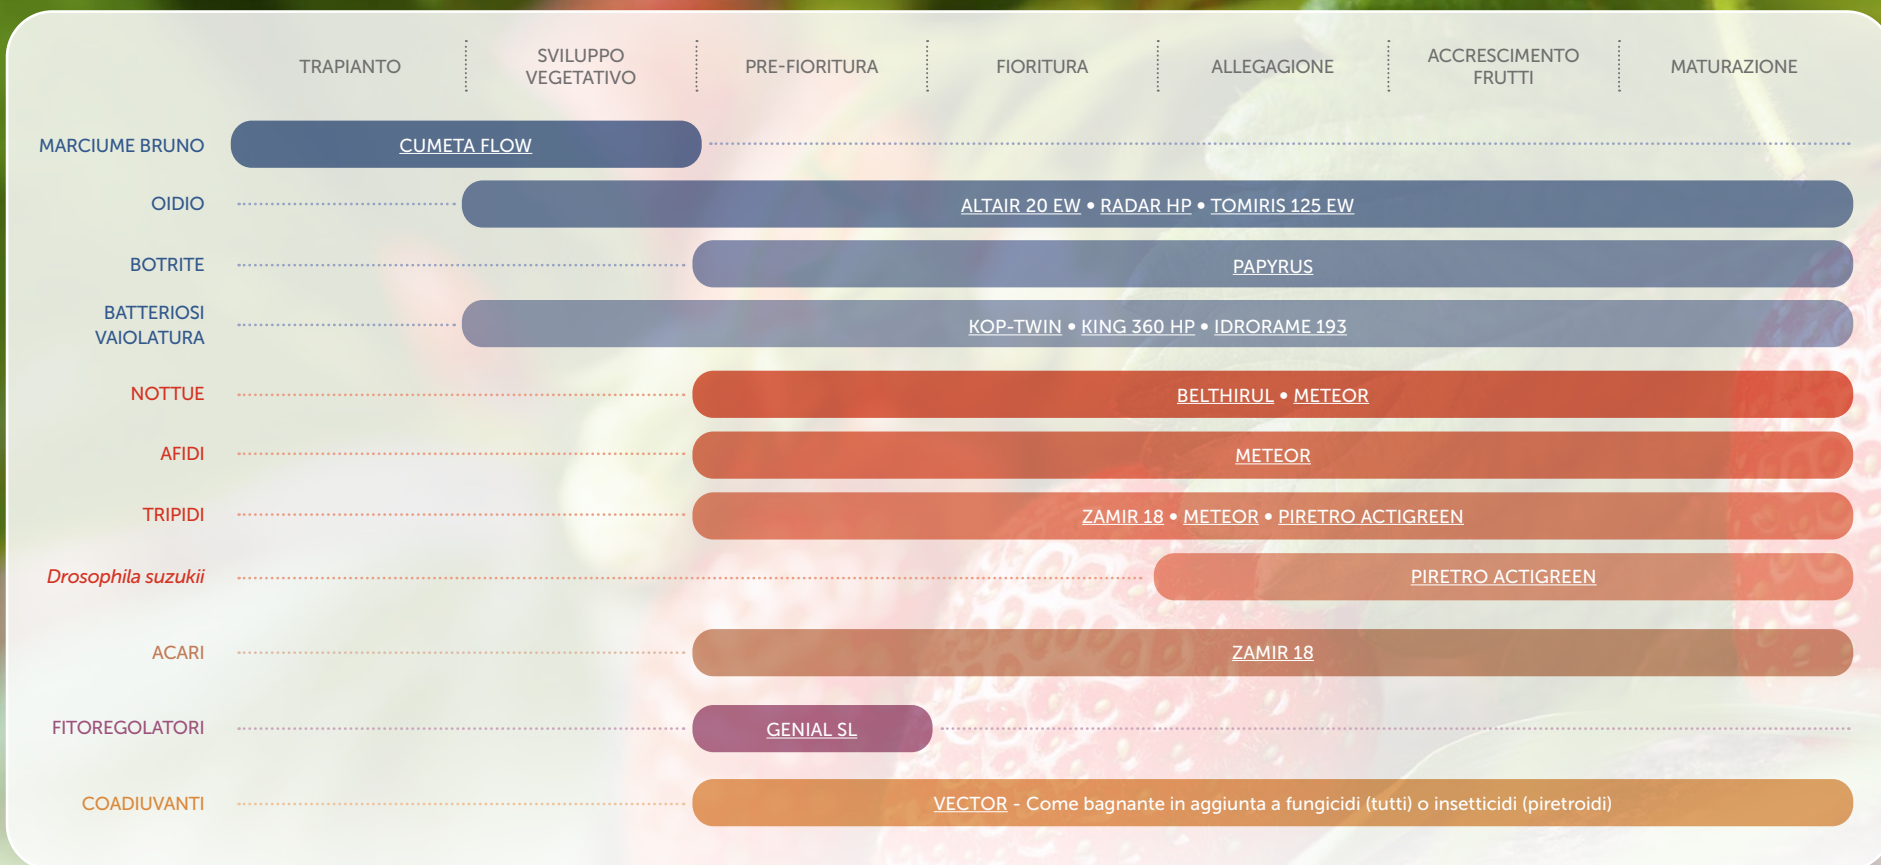 TRAPIANTO
SVILUPPO
VEGETATIVO
PRE-FIORITURA
FIORITURA
ALLEGAGIONE
ACCRESCIMENTO
FRUTTI
MATURAZIONE
MARCIUME BRUNO
CUMETA FLOW
OIDIO
ALTAIR 20 EW • RADAR HP • TOMIRIS 125 EW
BOTRITE
PAPYRUS
BATTERIOSI
VAIOLATURA
KOP-TWIN • KING 360 HP • IDRORAME 193
NOTTUE
BELTHIRUL • METEOR
AFIDI
METEOR
TRIPIDI
ZAMIR 18 • METEOR • PIRETRO ACTIGREEN
Drosophila suzukii
PIRETRO ACTIGREEN
ACARI
ZAMIR 18
FITOREGOLATORI
GENIAL SL
COADIUVANTI
VECTOR - Come bagnante in aggiunta a fungicidi (tutti) o insetticidi (piretroidi)